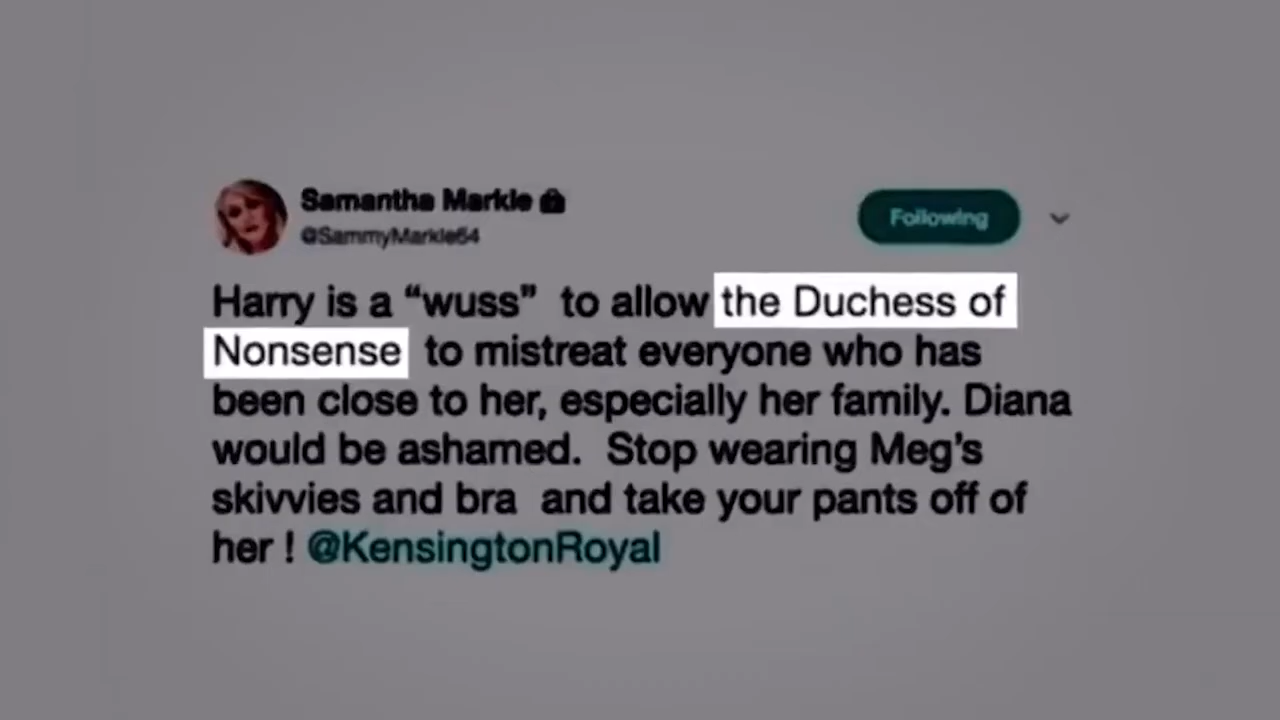 Samantha Markle
@SammyMarkle64
Following
Harry is a “wuss”  to allow the Duchess of
Nonsense  to mistreat everyone who has
been close to her, especially her family. Diana
would be ashamed.  Stop wearing Meg’s
skivvies and bra  and take your pants off of
her ! @KensingtonRoyal